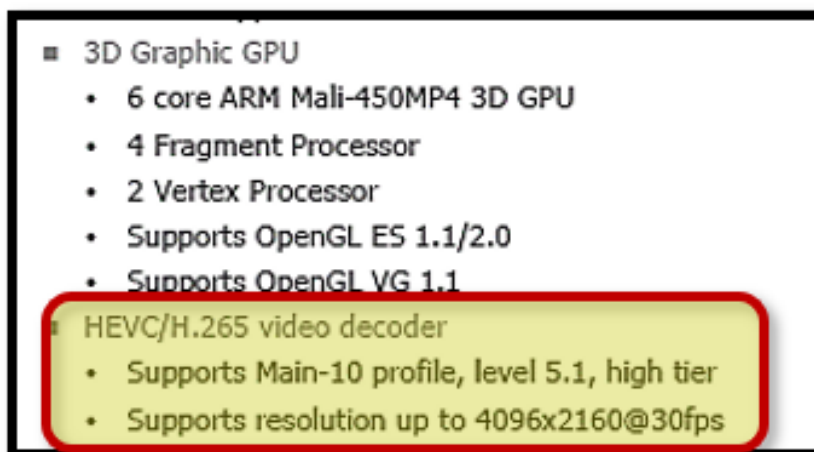 3D Graphic GPU
• 6 core ARM Mali-450MP4 3D GPU
• 4 Fragment Processor
• 2 Vertex Processor
• Supports OpenGL ES 1.1/2.0
• Supports OpenGL VG 1.1
HEVC/H.265 video decoder
• Supports Main-10 profile, level 5.1, high tier
• Supports resolution up to 4096x2160@30fps